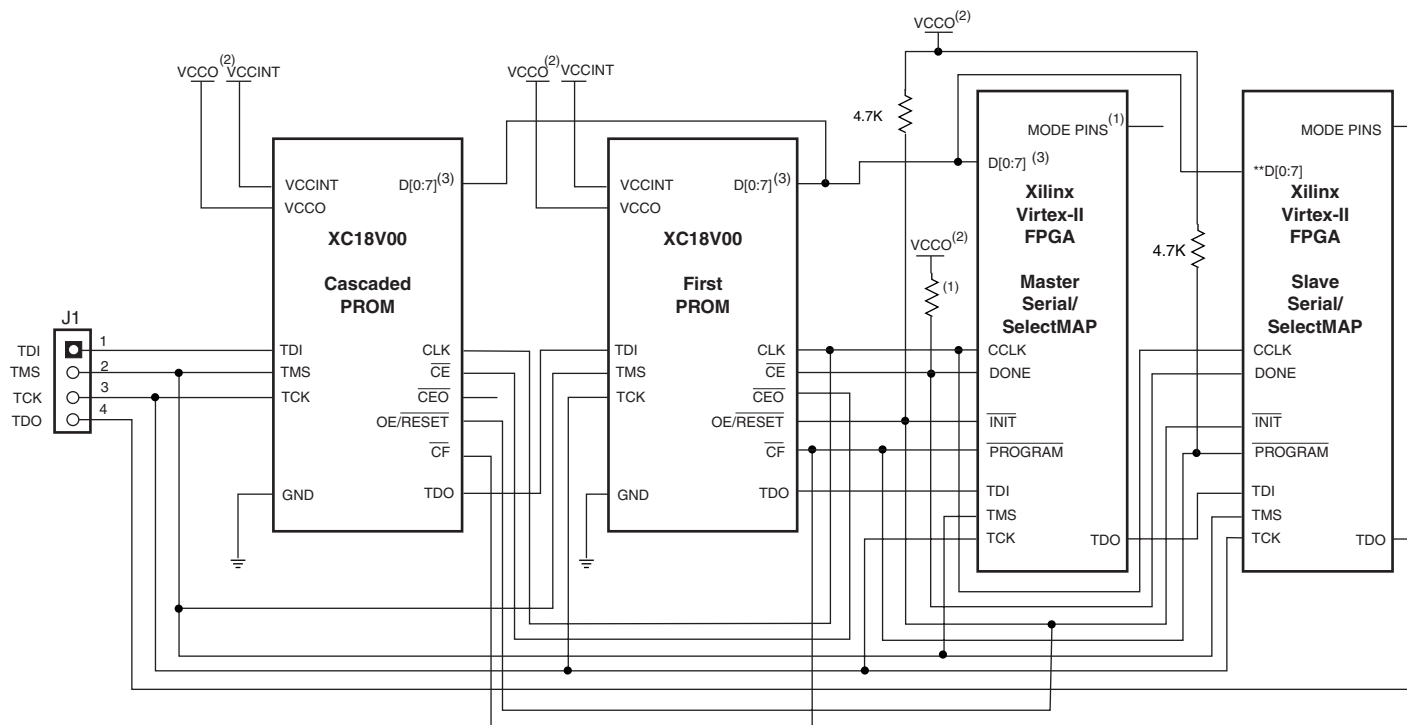 VCCO(2)
VCCO(2) VCCINT
VCCO(2) VCCINT
4.7K
MODE PINS(1)
MODE PINS
D[0:7](3)
D[0:7](3)
D[0:7] (3)
**D[0:7]
VCCINT
VCCO
VCCINT
VCCO
XC18V00
Cascaded
PROM
XC18V00
First
PROM
Xilinx
Virtex-II
FPGA
Master
Serial/
SelectMAP
Xilinx
Virtex-II
FPGA
Slave
Serial/
SelectMAP
VCCO(2)
(1)
4.7K
J1
TDI 1
TMS 2
TCK 3
TDO 4
TDI
TMS
TCK
GND
CLK
CE
CEO
OE/RESET
CF
TDO
TDI
TMS
TCK
GND
CLK
CE
CEO
OE/RESET
CF
TDO
CCLK
DONE
INIT
PROGRAM
TDI
TMS
TCK
TDO
CCLK
DONE
INIT
PROGRAM
TDI
TMS
TCK
TDO